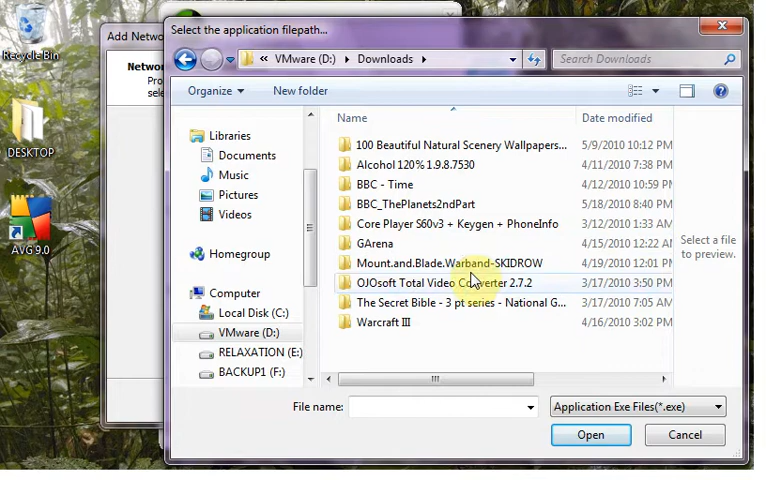 Recycle Bin
DESKTOP
AVG 9.0
Add Netwo
Networ
Pro
sele
Select the application filepath...
« VMware (D:) ▸ Downloads ▸
Search Downloads
Organize
New folder
Libraries
Documents
Music
Pictures
Videos
Homegroup
Computer
Local Disk (C:)
VMware (D:)
RELAXATION (E:)
BACKUP1 (F:)
Name Date modified
100 Beautiful Natural Scenery Wallpapers... 5/9/2010 10:12 PM
Alcohol 120% 1.9.8.7530 4/11/2010 7:38 PM
BBC - Time 4/12/2010 10:59 PM
BBC_ThePlanets2ndPart 5/18/2010 8:40 PM
Core Player S60v3 + Keygen + PhoneInfo 3/12/2010 1:33 AM
GArena 4/15/2010 12:22 AM
Mount.and.Blade.Warband-SKIDROW 4/19/2010 12:01 PM
OJOsoft Total Video Converter 2.7.2 3/17/2010 3:50 PM
The Secret Bible - 3 pt series - National G... 3/17/2010 7:05 AM
Warcraft III 4/16/2010 3:02 PM
Select a file
to preview.
File name:
Application Exe Files(*.exe)
Open
Cancel